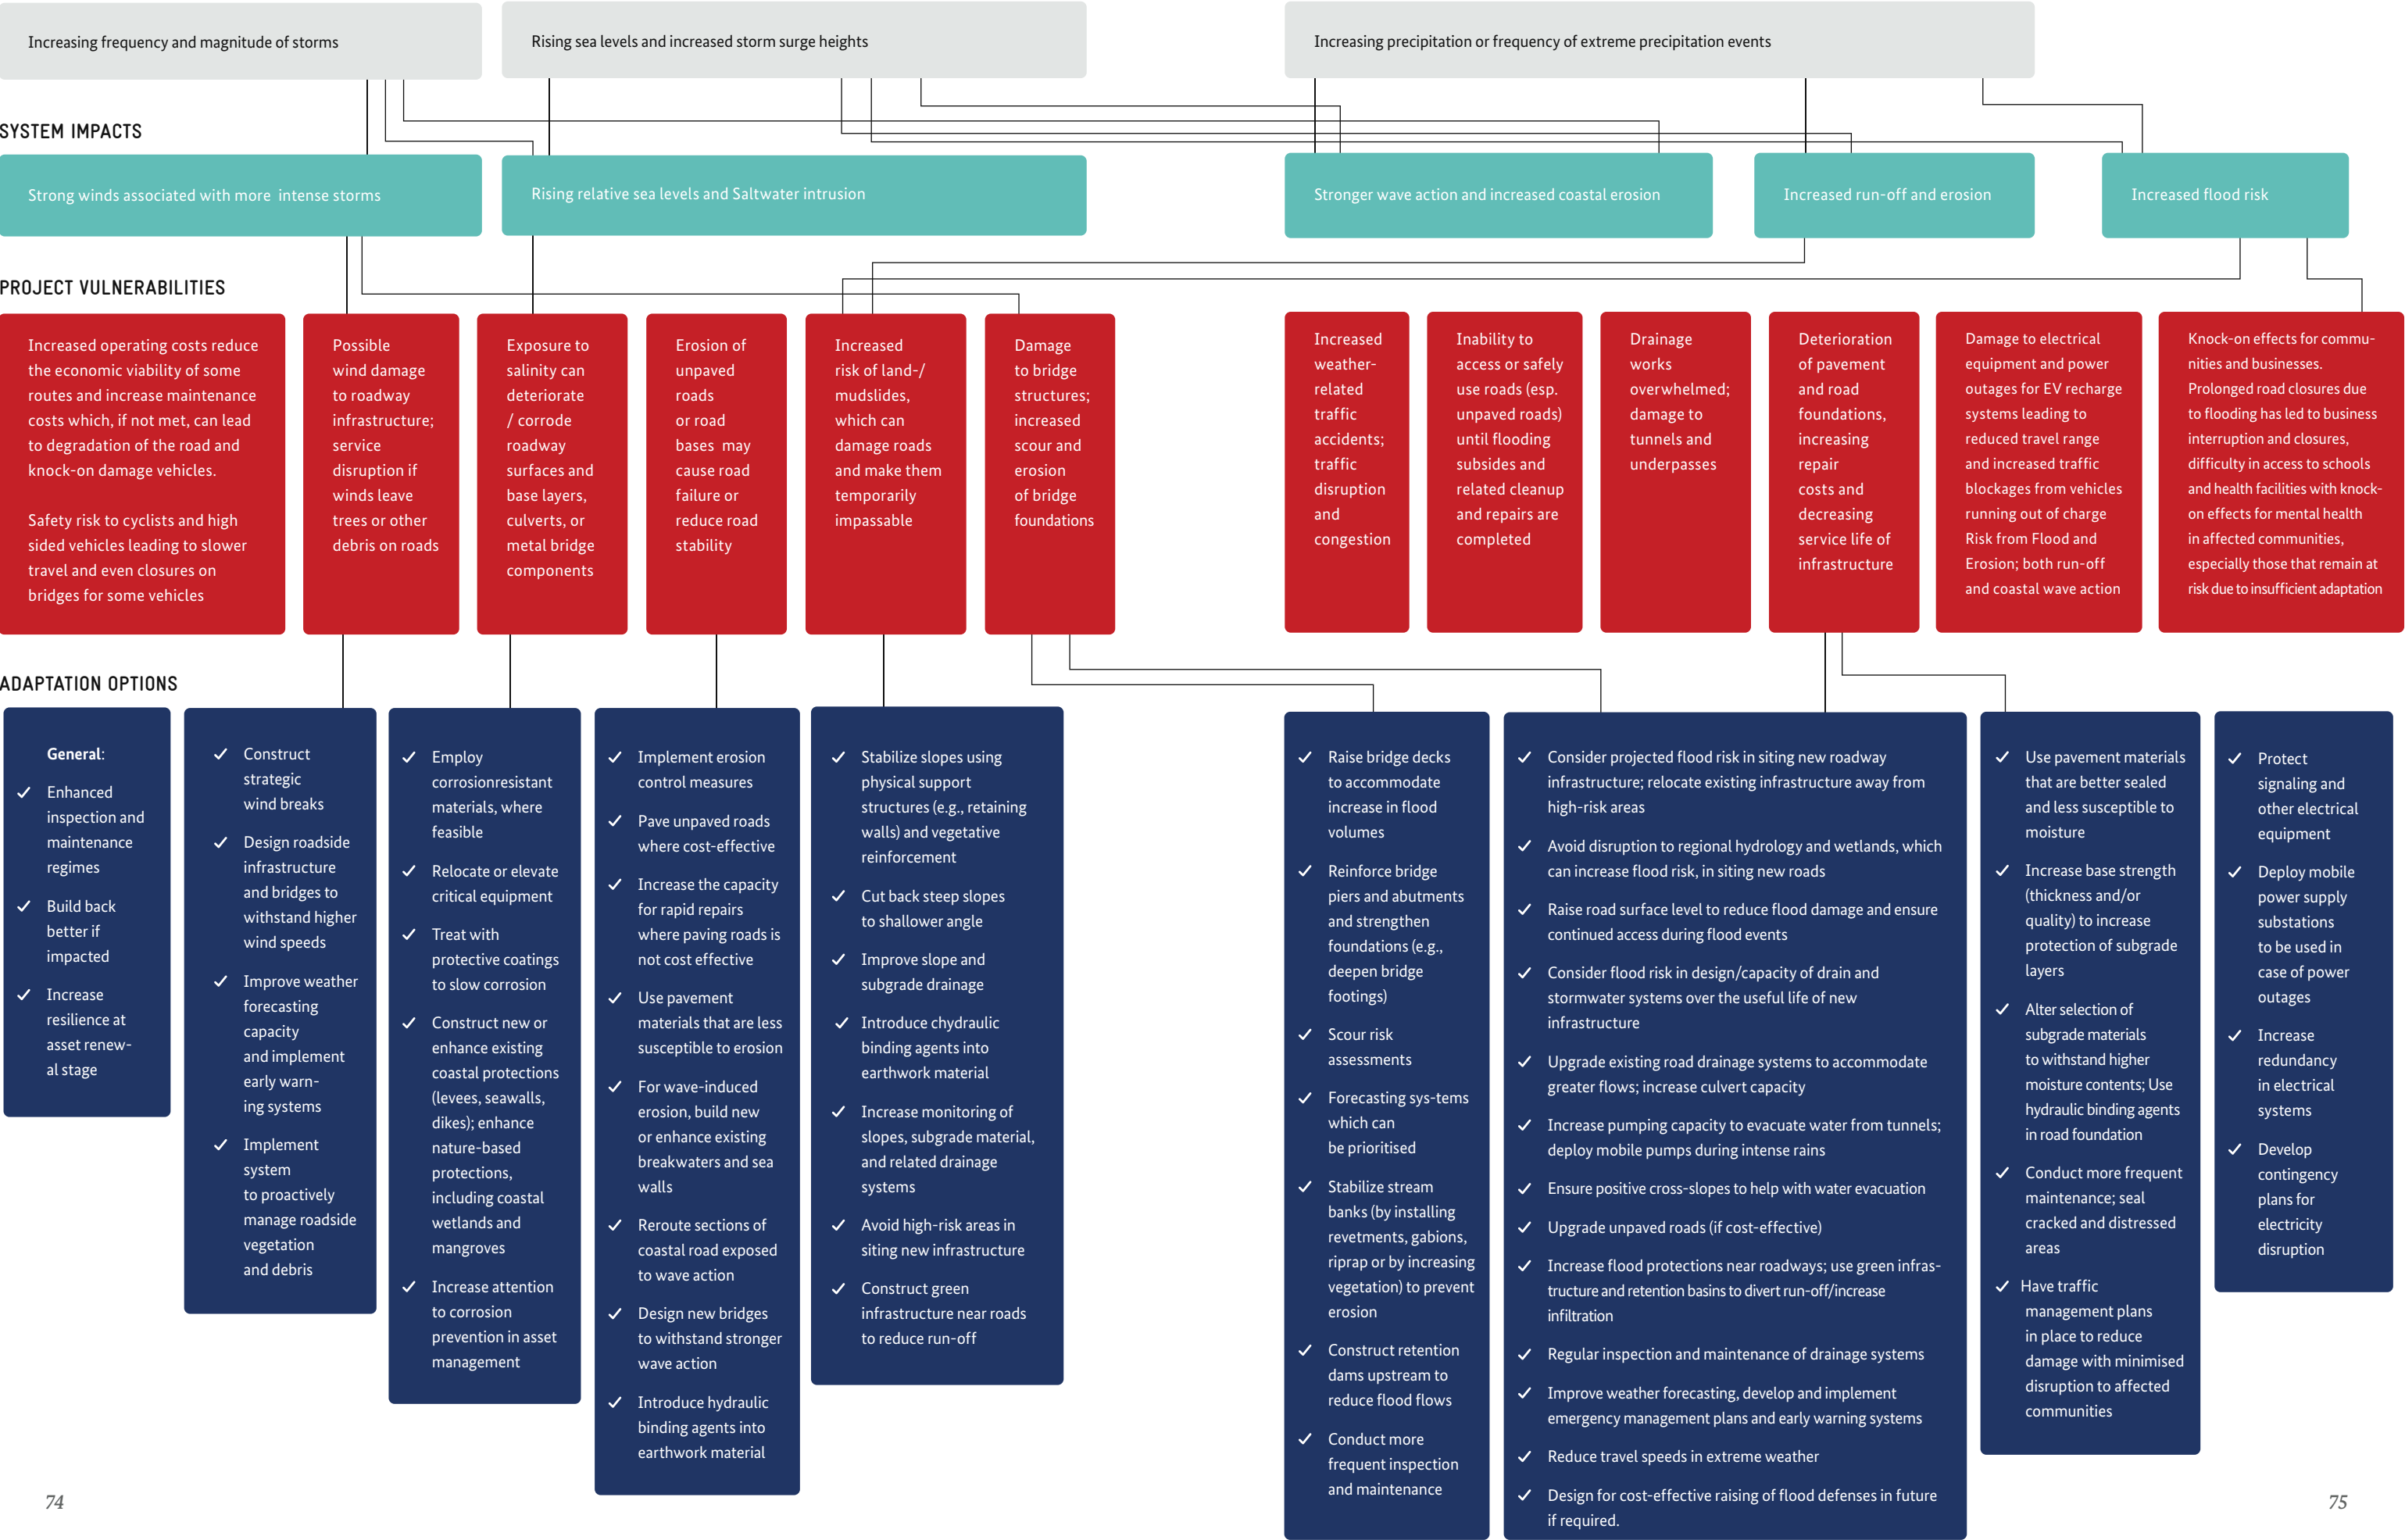 Increasing frequency and magnitude of storms
Rising sea levels and increased storm surge heights
Increasing precipitation or frequency of extreme precipitation events
SYSTEM IMPACTS
Strong winds associated with more intense storms
Rising relative sea levels and Saltwater intrusion
Stronger wave action and increased coastal erosion
Increased run-off and erosion
Increased flood risk
PROJECT VULNERABILITIES
Increased operating costs reduce
the economic viability of some
routes and increase maintenance
costs which, if not met, can lead
to degradation of the road and
knock-on damage vehicles.
Safety risk to cyclists and high
sided vehicles leading to slower
travel and even closures on
bridges for some vehicles
Possible
wind damage
to roadway
infrastructure;
service
disruption if
winds leave
trees or other
debris on roads
Exposure to
salinity can
deteriorate
/ corrode
roadway
surfaces and
base layers,
culverts, or
metal bridge
components
Erosion of
unpaved
roads
or road
bases may
cause road
failure or
reduce road
stability
Increased
risk of land-/
mudslides,
which can
damage roads
and make them
temporarily
impassable
Damage
to bridge
structures;
increased
scour and
erosion
of bridge
foundations
Increased
weather-
related
traffic
accidents;
traffic
disruption
and
congestion
Inability to
access or safely
use roads (esp.
unpaved roads)
until flooding
subsides and
related cleanup
and repairs are
completed
Drainage
works
overwhelmed;
damage to
tunnels and
underpasses
Deterioration
of pavement
and road
foundations,
increasing
repair
costs and
decreasing
service life of
infrastructure
Damage to electrical
equipment and power
outages for EV recharge
systems leading to
reduced travel range
and increased traffic
blockages from vehicles
running out of charge
Risk from Flood and
Erosion; both run-off
and coastal wave action
Knock-on effects for commu-
nities and businesses.
Prolonged road closures due
to flooding has led to business
interruption and closures,
difficulty in access to schools
and health facilities with knock-
on effects for mental health
in affected communities,
especially those that remain at
risk due to insufficient adaptation
ADAPTATION OPTIONS
General:
✓ Enhanced
inspection and
maintenance
regimes
✓ Build back
better if
impacted
✓ Increase
resilience at
asset renew-
al stage
✓ Construct
strategic
wind breaks
✓ Design roadside
infrastructure
and bridges to
withstand higher
wind speeds
✓ Improve weather
forecasting
capacity
and implement
early warn-
ing systems
✓ Implement
system
to proactively
manage roadside
vegetation
and debris
✓ Employ
corrosionresistant
materials, where
feasible
✓ Relocate or elevate
critical equipment
✓ Treat with
protective coatings
to slow corrosion
✓ Construct new or
enhance existing
coastal protections
(levees, seawalls,
dikes); enhance
nature-based
protections,
including coastal
wetlands and
mangroves
✓ Increase attention
to corrosion
prevention in asset
management
✓ Implement erosion
control measures
✓ Pave unpaved roads
where cost-effective
✓ Increase the capacity
for rapid repairs
where paving roads is
not cost effective
✓ Use pavement
materials that are less
susceptible to erosion
✓ For wave-induced
erosion, build new
or enhance existing
breakwaters and sea
walls
✓ Reroute sections of
coastal road exposed
to wave action
✓ Design new bridges
to withstand stronger
wave action
✓ Introduce hydraulic
binding agents into
earthwork material
✓ Stabilize slopes using
physical support
structures (e.g., retaining
walls) and vegetative
reinforcement
✓ Cut back steep slopes
to shallower angle
✓ Improve slope and
subgrade drainage
✓ Introduce chydraulic
binding agents into
earthwork material
✓ Increase monitoring of
slopes, subgrade material,
and related drainage
systems
✓ Avoid high-risk areas in
siting new infrastructure
✓ Construct green
infrastructure near roads
to reduce run-off
✓ Raise bridge decks
to accommodate
increase in flood
volumes
✓ Reinforce bridge
piers and abutments
and strengthen
foundations (e.g.,
deepen bridge
footings)
✓ Scour risk
assessments
✓ Forecasting sys-tems
which can
be prioritised
✓ Stabilize stream
banks (by installing
revetments, gabions,
riprap or by increasing
vegetation) to prevent
erosion
✓ Construct retention
dams upstream to
reduce flood flows
✓ Conduct more
frequent inspection
and maintenance
✓ Consider projected flood risk in siting new roadway
infrastructure; relocate existing infrastructure away from
high-risk areas
✓ Avoid disruption to regional hydrology and wetlands, which
can increase flood risk, in siting new roads
✓ Raise road surface level to reduce flood damage and ensure
continued access during flood events
✓ Consider flood risk in design/capacity of drain and
stormwater systems over the useful life of new
infrastructure
✓ Upgrade existing road drainage systems to accommodate
greater flows; increase culvert capacity
✓ Increase pumping capacity to evacuate water from tunnels;
deploy mobile pumps during intense rains
✓ Ensure positive cross-slopes to help with water evacuation
✓ Upgrade unpaved roads (if cost-effective)
✓ Increase flood protections near roadways; use green infras-
tructure and retention basins to divert run-off/increase
infiltration
✓ Regular inspection and maintenance of drainage systems
✓ Improve weather forecasting, develop and implement
emergency management plans and early warning systems
✓ Reduce travel speeds in extreme weather
✓ Design for cost-effective raising of flood defenses in future
if required.
✓ Use pavement materials
that are better sealed
and less susceptible to
moisture
✓ Increase base strength
(thickness and/or
quality) to increase
protection of subgrade
layers
✓ Alter selection of
subgrade materials
to withstand higher
moisture contents; Use
hydraulic binding agents
in road foundation
✓ Conduct more frequent
maintenance; seal
cracked and distressed
areas
✓ Have traffic
management plans
in place to reduce
damage with minimised
disruption to affected
communities
✓ Protect
signaling and
other electrical
equipment
✓ Deploy mobile
power supply
substations
to be used in
case of power
outages
✓ Increase
redundancy
in electrical
systems
✓ Develop
contingency
plans for
electricity
disruption
74
75